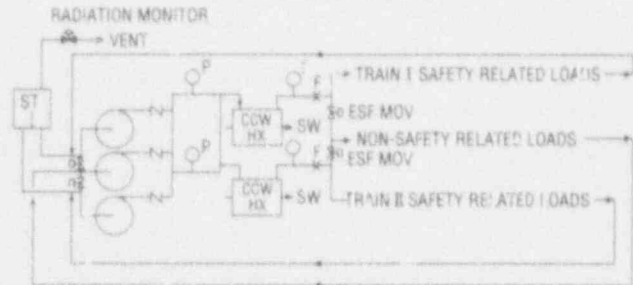 RADIATION MONITOR
VENT
ST
P
P
F
F
CCW
HX
SW
CCW
HX
SW
TRAIN I SAFETY RELATED LOADS
ESF MOV
NON-SAFETY RELATED LOADS
ESF MOV
TRAIN II SAFETY RELATED LOADS